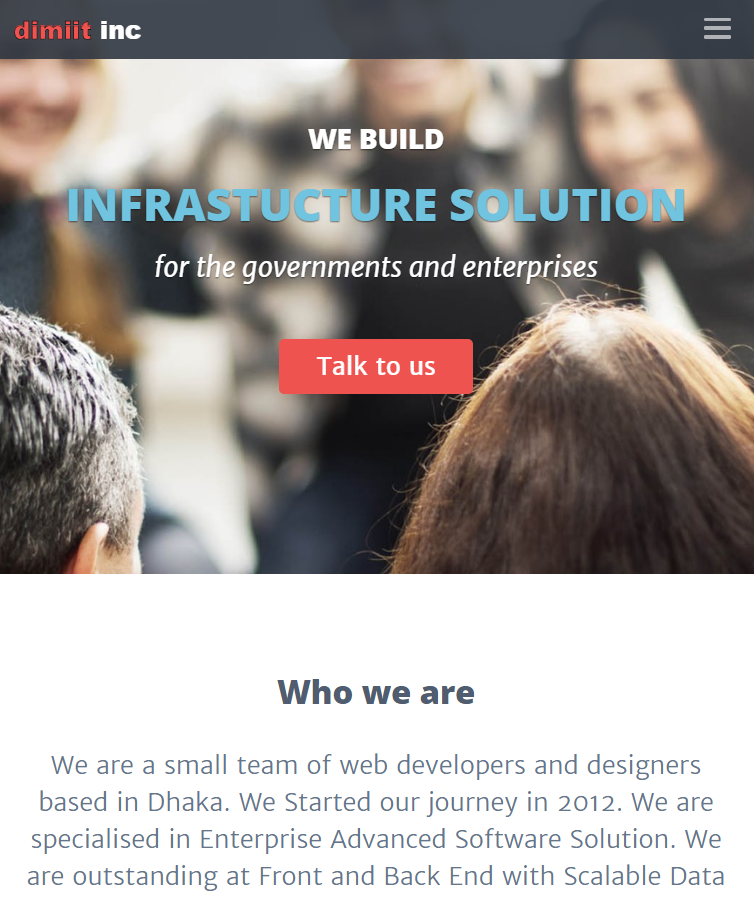 dimiit inc
WE BUILD
INFRASTUCTURE SOLUTION
for the governments and enterprises
Talk to us
Who we are
We are a small team of web developers and designers
based in Dhaka. We Started our journey in 2012. We are
specialised in Enterprise Advanced Software Solution. We
are outstanding at Front and Back End with Scalable Data